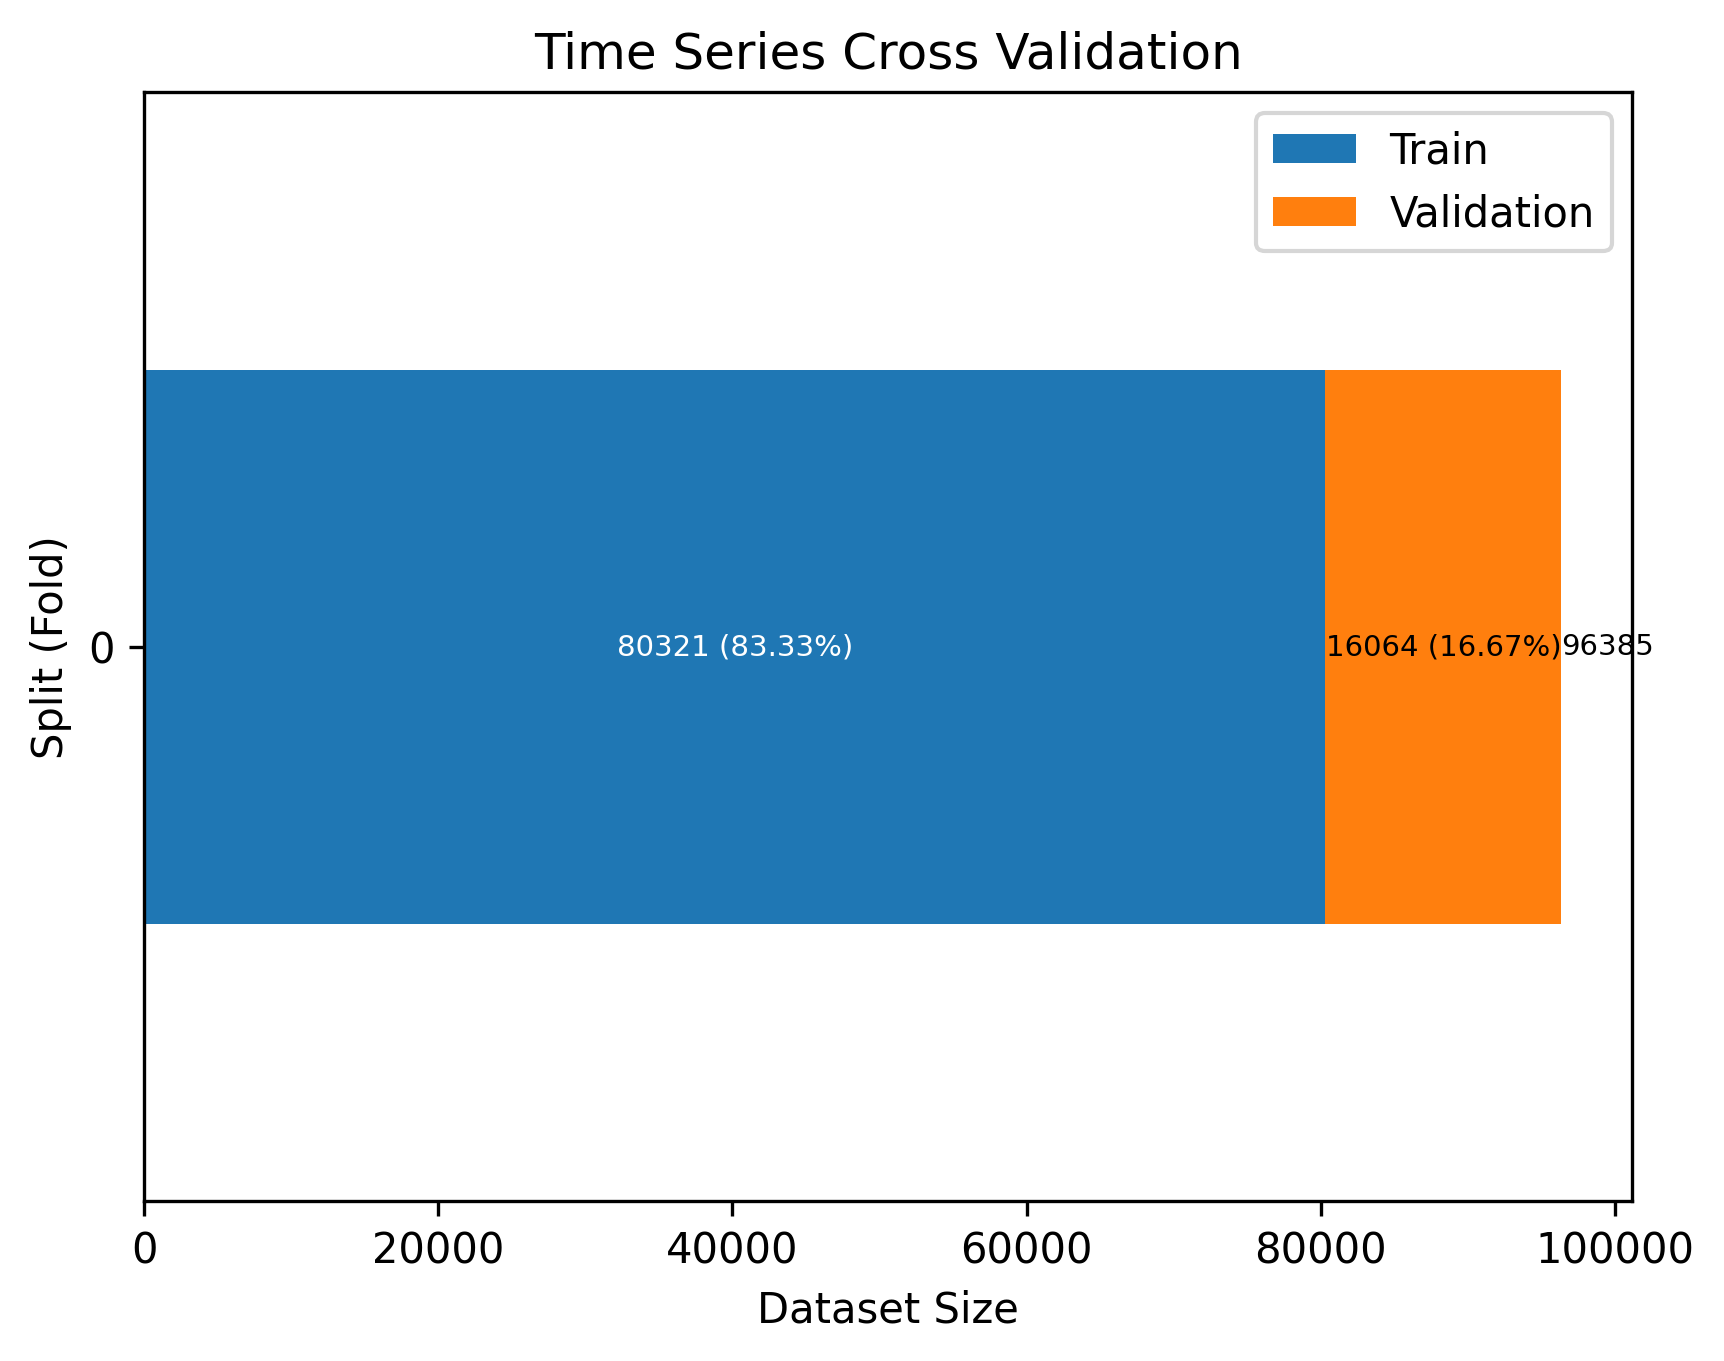 Time Series Cross Validation
Train
Validation
Split (Fold)
0
80321 (83.33%)
16064 (16.67%)
96385
0
20000
40000
60000
80000
100000
Dataset Size